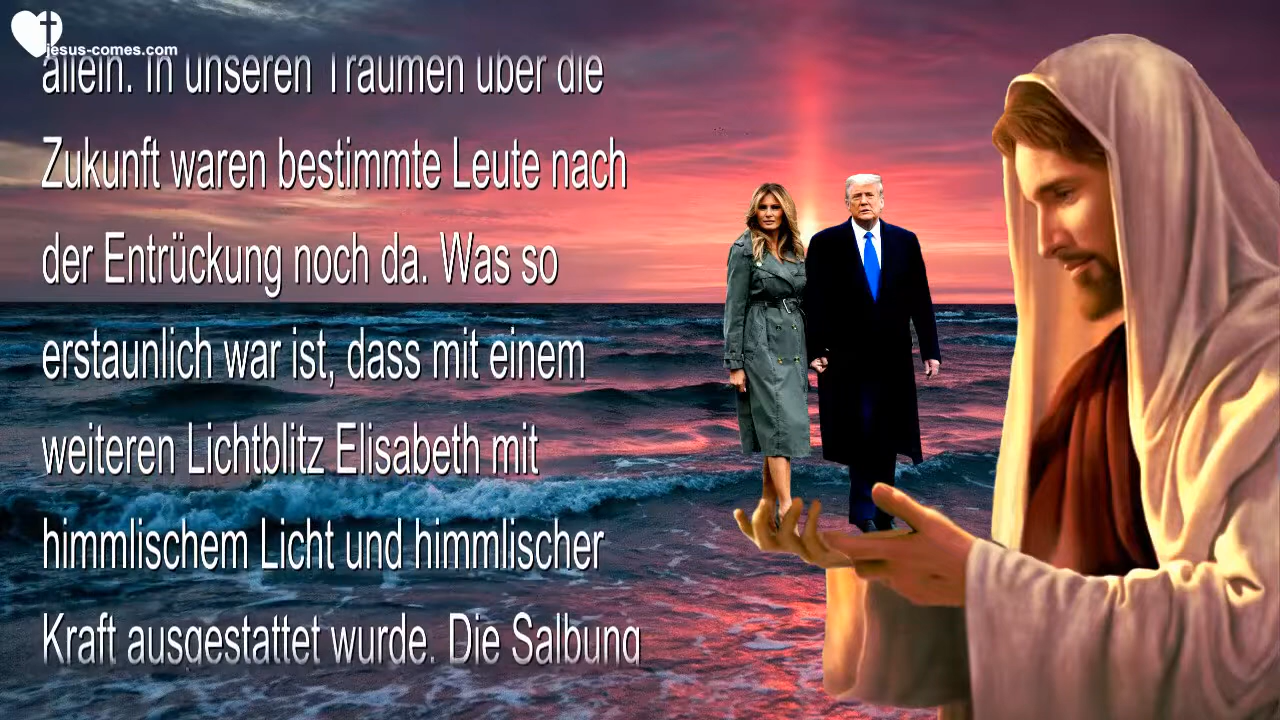 jesus-comes.com
allein. In unseren Träumen über die
Zukunft waren bestimmte Leute nach
der Entrückung noch da. Was so
erstaunlich war ist, dass mit einem
weiteren Lichtblitz Elisabeth mit
himmlischem Licht und himmlischer
Kraft ausgestattet wurde. Die Salbung